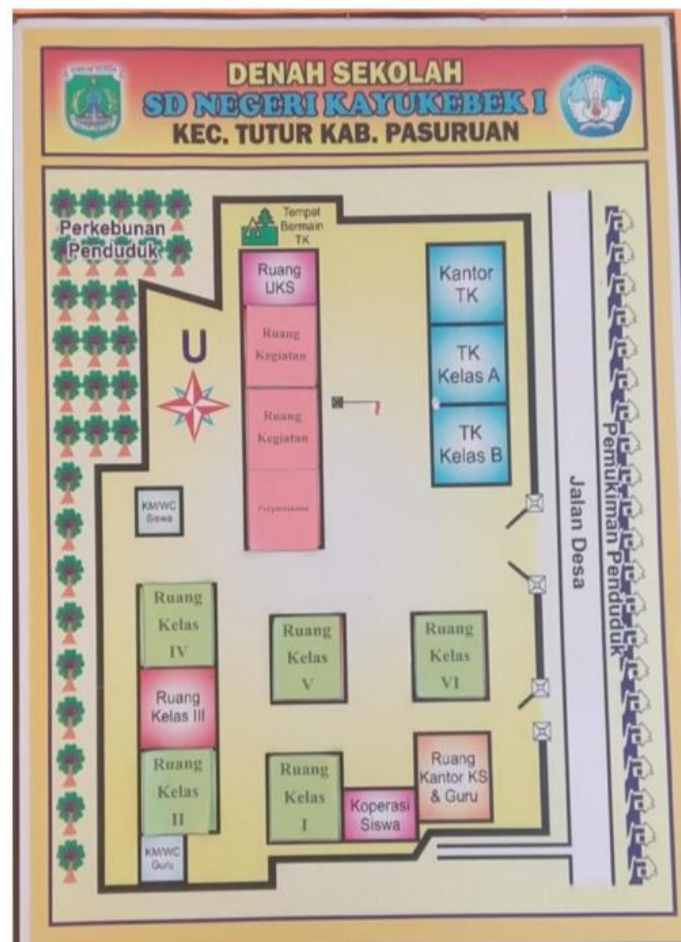 DENAH SEKOLAH
SD NEGERI KAYUKEBEK I
KEC. TUTUR KAB. PASURUAN
Perkebunan
Penduduk
Tempat
Bermain
TK
Ruang
UKS
Kantor
TK
Ruang
Kegiatan
TK
Kelas A
U
Ruang
Kegiatan
TK
Kelas B
Perpustakaan
KM/WC
Siswa
Jalan Desa
Pemukiman Penduduk
Ruang
Kelas
IV
Ruang
Kelas
V
Ruang
Kelas
VI
Ruang
Kelas III
Ruang
Kelas
II
Ruang
Kelas
I
Koperasi
Siswa
Ruang
Kantor KS
& Guru
KM/WC
Guru